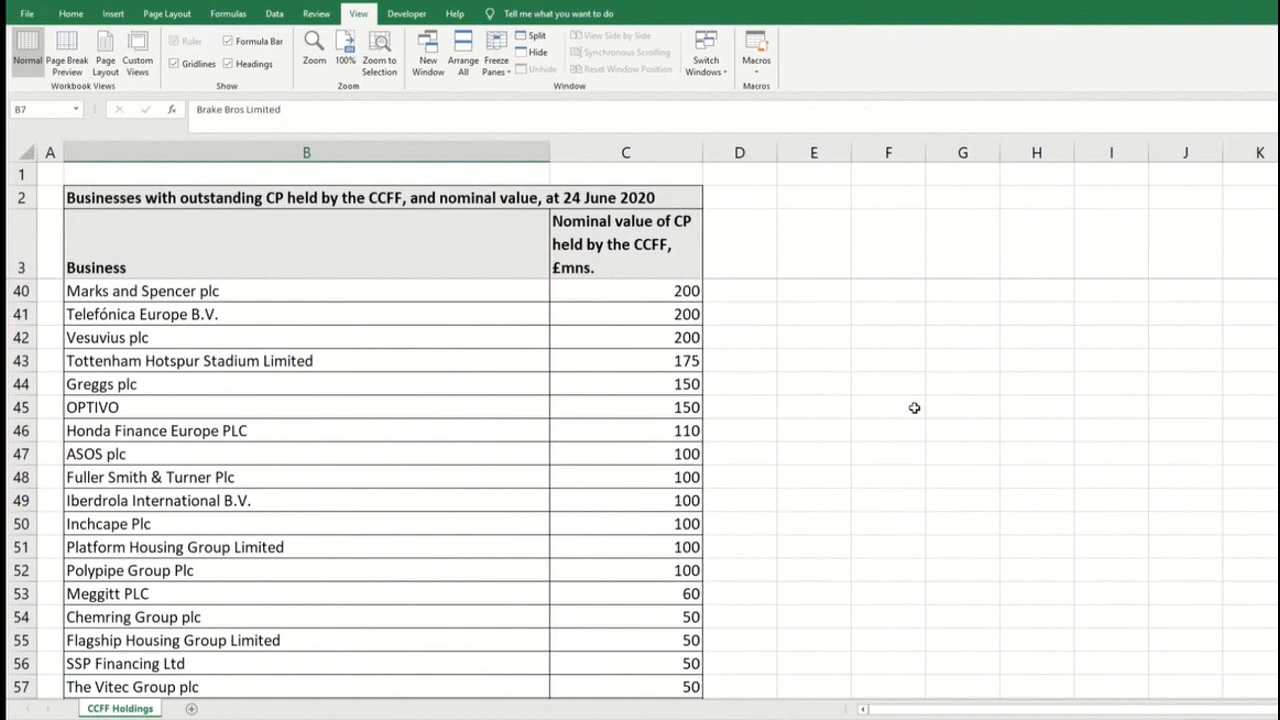 File Home Insert Page Layout Formulas Data Review View Developer Help Tell me what you want to do
Normal Page Break Preview Page Layout Custom Views
Workbook Views
Ruler Formula Bar
Gridlines Headings
Show
Zoom 100% Zoom to Selection
Zoom
New Window Arrange All Freeze Panes
Split
Hide
Unhide
View Side by Side
Synchronous Scrolling
Reset Window Position
Switch Windows
Window
Macros
Macros
B7 fx Brake Bros Limited
A B C D E F G H I J K
1
2 Businesses with outstanding CP held by the CCFF, and nominal value, at 24 June 2020
Nominal value of CP
held by the CCFF,
3 Business £mns.
40 Marks and Spencer plc 200
41 Telefónica Europe B.V. 200
42 Vesuvius plc 200
43 Tottenham Hotspur Stadium Limited 175
44 Greggs plc 150
45 OPTIVO 150
46 Honda Finance Europe PLC 110
47 ASOS plc 100
48 Fuller Smith & Turner Plc 100
49 Iberdrola International B.V. 100
50 Inchcape Plc 100
51 Platform Housing Group Limited 100
52 Polypipe Group Plc 100
53 Meggitt PLC 60
54 Chemring Group plc 50
55 Flagship Housing Group Limited 50
56 SSP Financing Ltd 50
57 The Vitec Group plc 50
CCFF Holdings